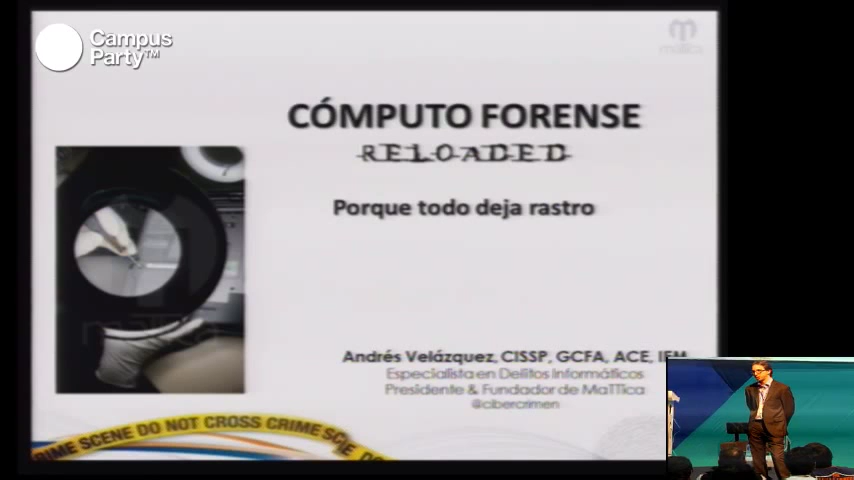 Campus
Party™
máttica
CÓMPUTO FORENSE
RELOADED
Porque todo deja rastro
Andrés Velázquez, CISSP, GCFA, ACE, IEM
Especialista en Delitos Informáticos
Presidente & Fundador de MaTTica
@cibercrimen
CRIME SCENE DO NOT CROSS CRIME SCE